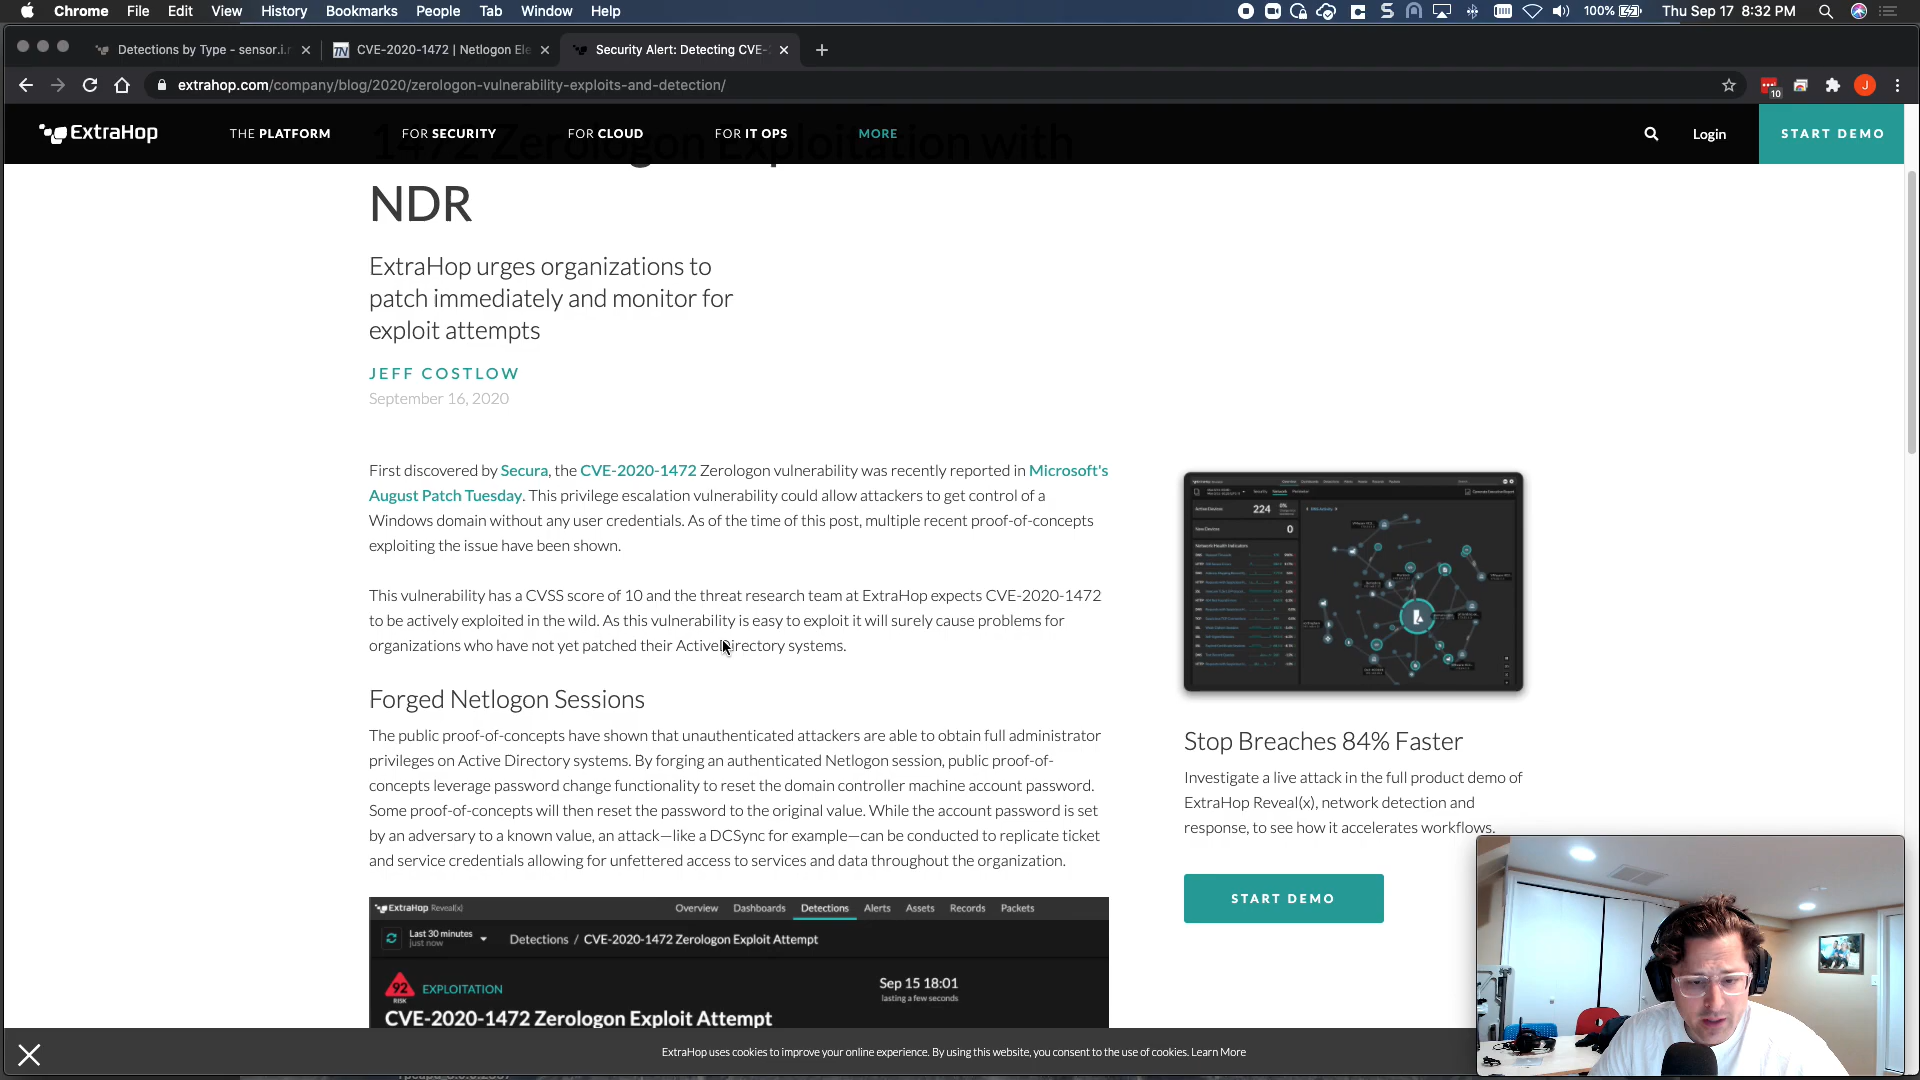 Chrome File Edit View History Bookmarks People Tab Window Help
100% Thu Sep 17 8:32 PM
Detections by Type - sensor.i.r
CVE-2020-1472 | Netlogon Ele
Security Alert: Detecting CVE-
extrahop.com/company/blog/2020/zerologon-vulnerability-exploits-and-detection/
10
J
ExtraHop
THE PLATFORM FOR SECURITY FOR CLOUD FOR IT OPS MORE
Login
START DEMO
1472 Zerologon Exploitation with
NDR
ExtraHop urges organizations to
patch immediately and monitor for
exploit attempts
JEFF COSTLOW
September 16, 2020
First discovered by Secura, the CVE-2020-1472 Zerologon vulnerability was recently reported in Microsoft's
August Patch Tuesday. This privilege escalation vulnerability could allow attackers to get control of a
Windows domain without any user credentials. As of the time of this post, multiple recent proof-of-concepts
exploiting the issue have been shown.
This vulnerability has a CVSS score of 10 and the threat research team at ExtraHop expects CVE-2020-1472
to be actively exploited in the wild. As this vulnerability is easy to exploit it will surely cause problems for
organizations who have not yet patched their Active Directory systems.
Forged Netlogon Sessions
The public proof-of-concepts have shown that unauthenticated attackers are able to obtain full administrator
privileges on Active Directory systems. By forging an authenticated Netlogon session, public proof-of-
concepts leverage password change functionality to reset the domain controller machine account password.
Some proof-of-concepts will then reset the password to the original value. While the account password is set
by an adversary to a known value, an attack—like a DCSync for example—can be conducted to replicate ticket
and service credentials allowing for unfettered access to services and data throughout the organization.
224
0
Stop Breaches 84% Faster
Investigate a live attack in the full product demo of
ExtraHop Reveal(x), network detection and
response, to see how it accelerates workflows.
START DEMO
ExtraHop Reveal(x)
Overview Dashboards Detections Alerts Assets Records Packets
Last 30 minutes
just now
Detections / CVE-2020-1472 Zerologon Exploit Attempt
92
RISK
EXPLOITATION
Sep 15 18:01
lasting a few seconds
CVE-2020-1472 Zerologon Exploit Attempt
ExtraHop uses cookies to improve your online experience. By using this website, you consent to the use of cookies. Learn More